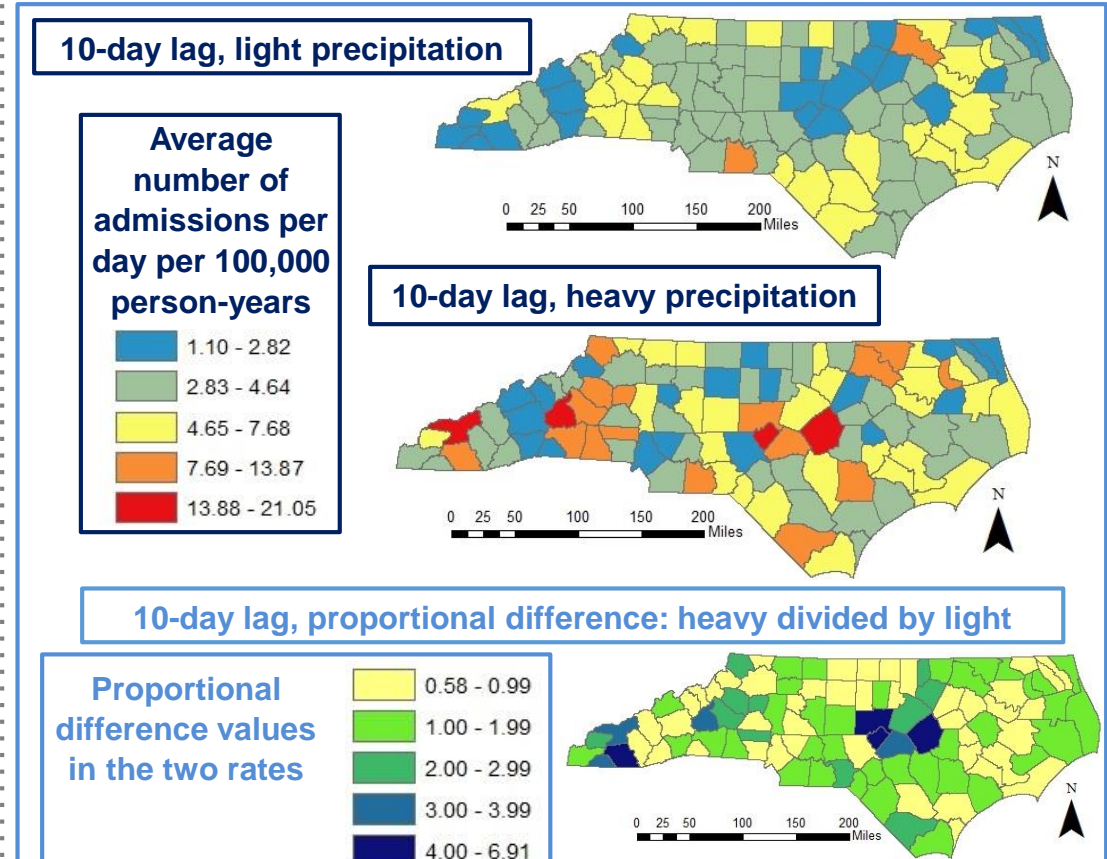 10-day lag, light precipitation
Average
number of
admissions per
day per 100,000
person-years
1.10 - 2.82
2.83 - 4.64
4.65 - 7.68
7.69 - 13.87
13.88 - 21.05
N
0 25 50 100 150 200
Miles
10-day lag, heavy precipitation
N
0 25 50 100 150 200
Miles
10-day lag, proportional difference: heavy divided by light
Proportional
difference values
in the two rates
0.58 - 0.99
1.00 - 1.99
2.00 - 2.99
3.00 - 3.99
4.00 - 6.91
N
0 25 50 100 150 200
Miles